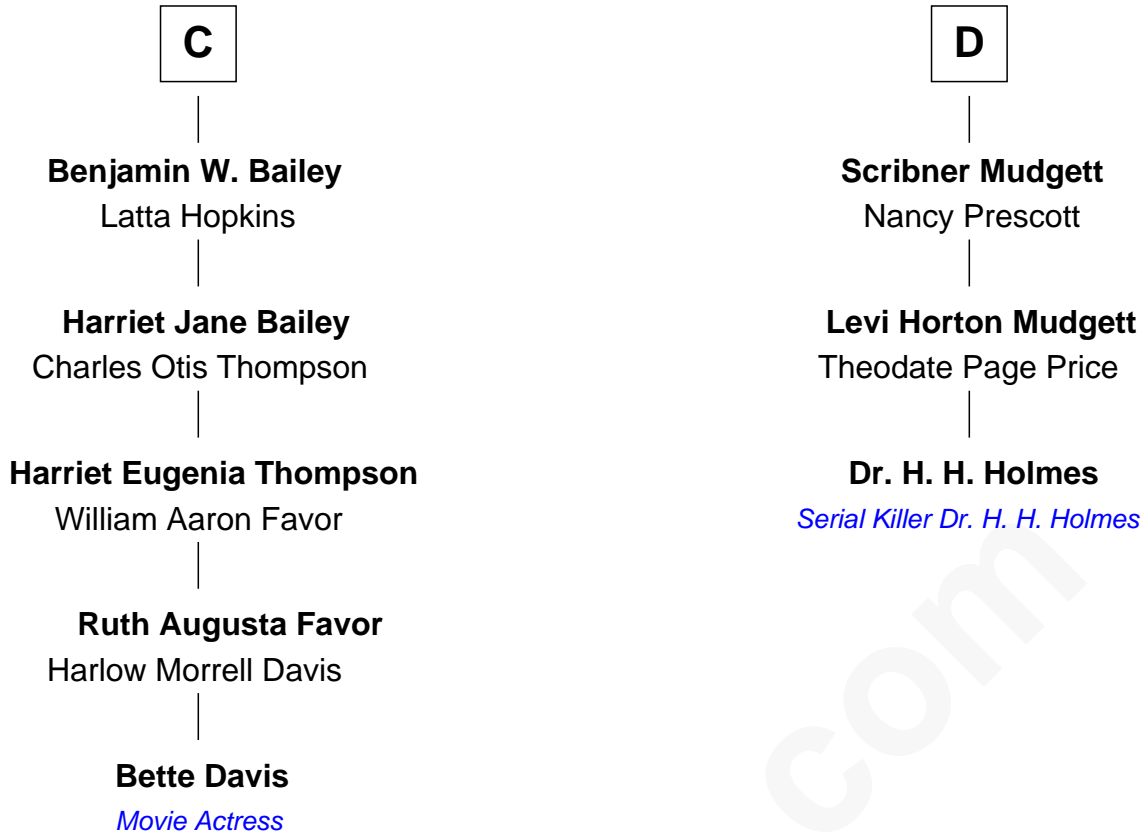 C
Benjamin W. Bailey
Latta Hopkins
Harriet Jane Bailey
Charles Otis Thompson
Harriet Eugenia Thompson
William Aaron Favor
Ruth Augusta Favor
Harlow Morrell Davis
Bette Davis
Movie Actress
D
Scribner Mudgett
Nancy Prescott
Levi Horton Mudgett
Theodate Page Price
Dr. H. H. Holmes
Serial Killer Dr. H. H. Holmes
com